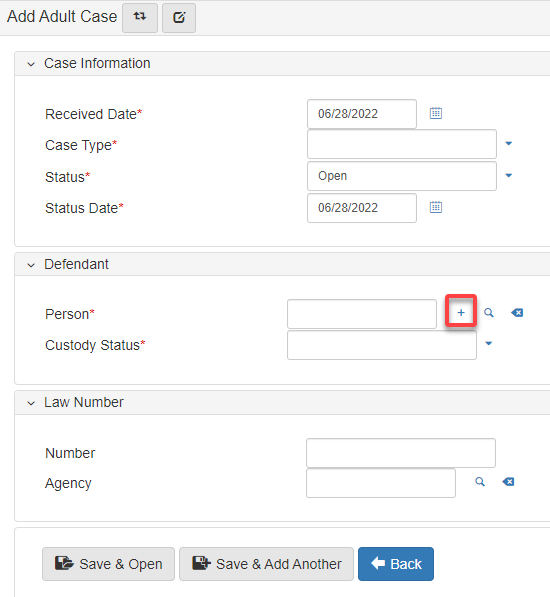 Add Adult Case
Case Information
Received Date* 06/28/2022
Case Type*
Status* Open
Status Date* 06/28/2022
Defendant
Person*
Custody Status*
Law Number
Number
Agency
Save & Open Save & Add Another Back